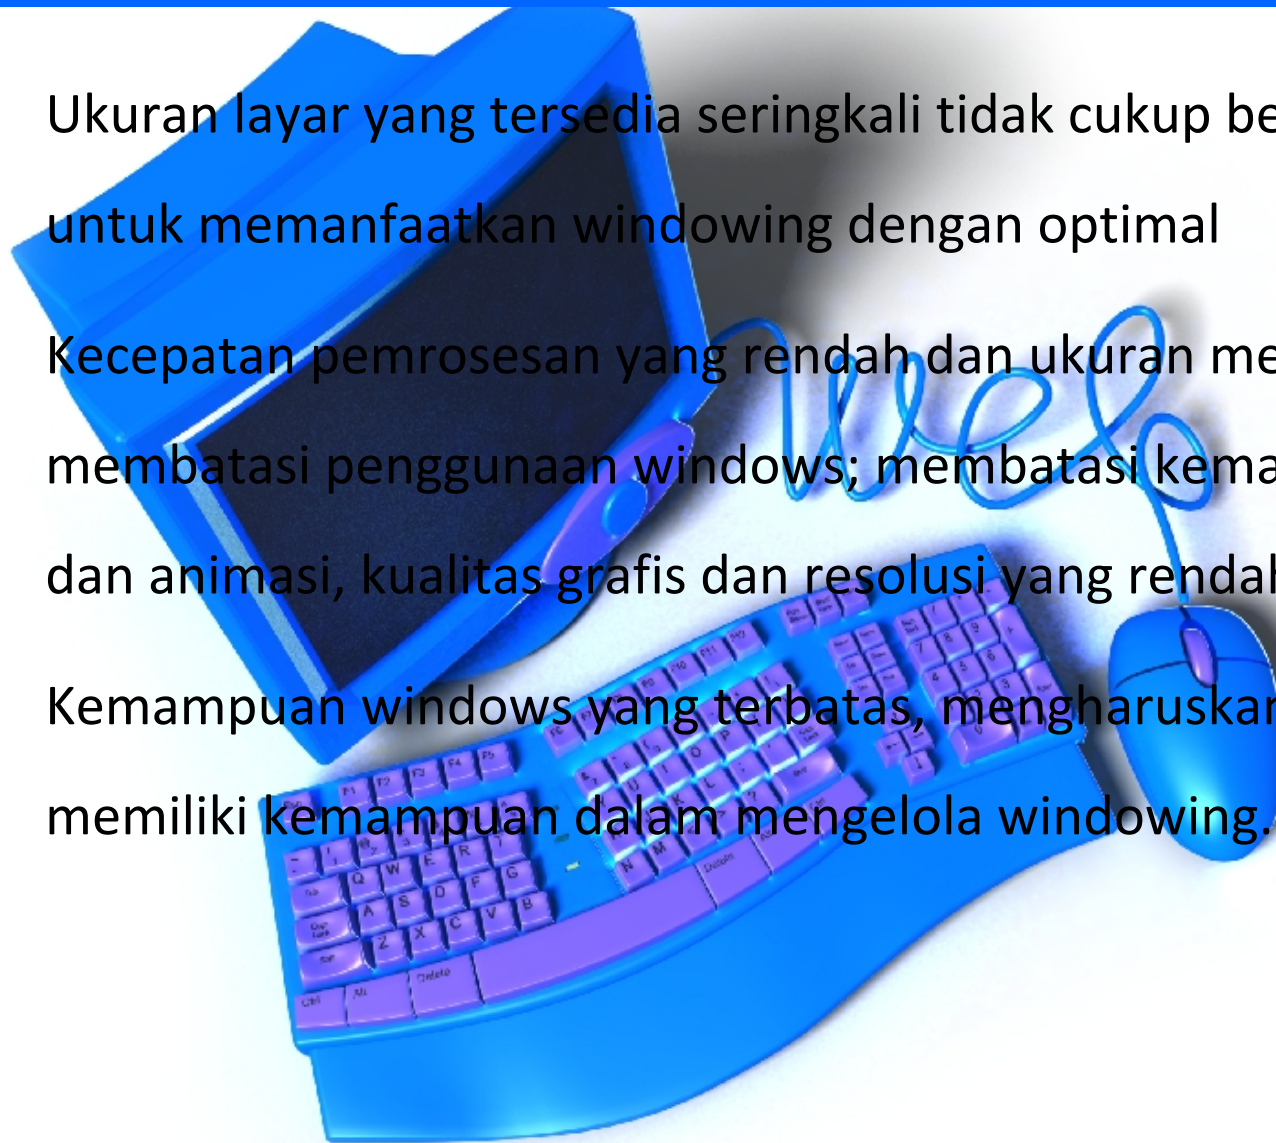 Ukuran layar yang tersedia seringkali tidak cukup be
untuk memanfaatkan windowing dengan optimal
Kecepatan pemrosesan yang rendah dan ukuran me
membatasi penggunaan windows; membatasi kema
dan animasi, kualitas grafis dan resolusi yang rendah
Kemampuan windows yang terbatas, mengharuskan
memiliki kemampuan dalam mengelola windowing.
web